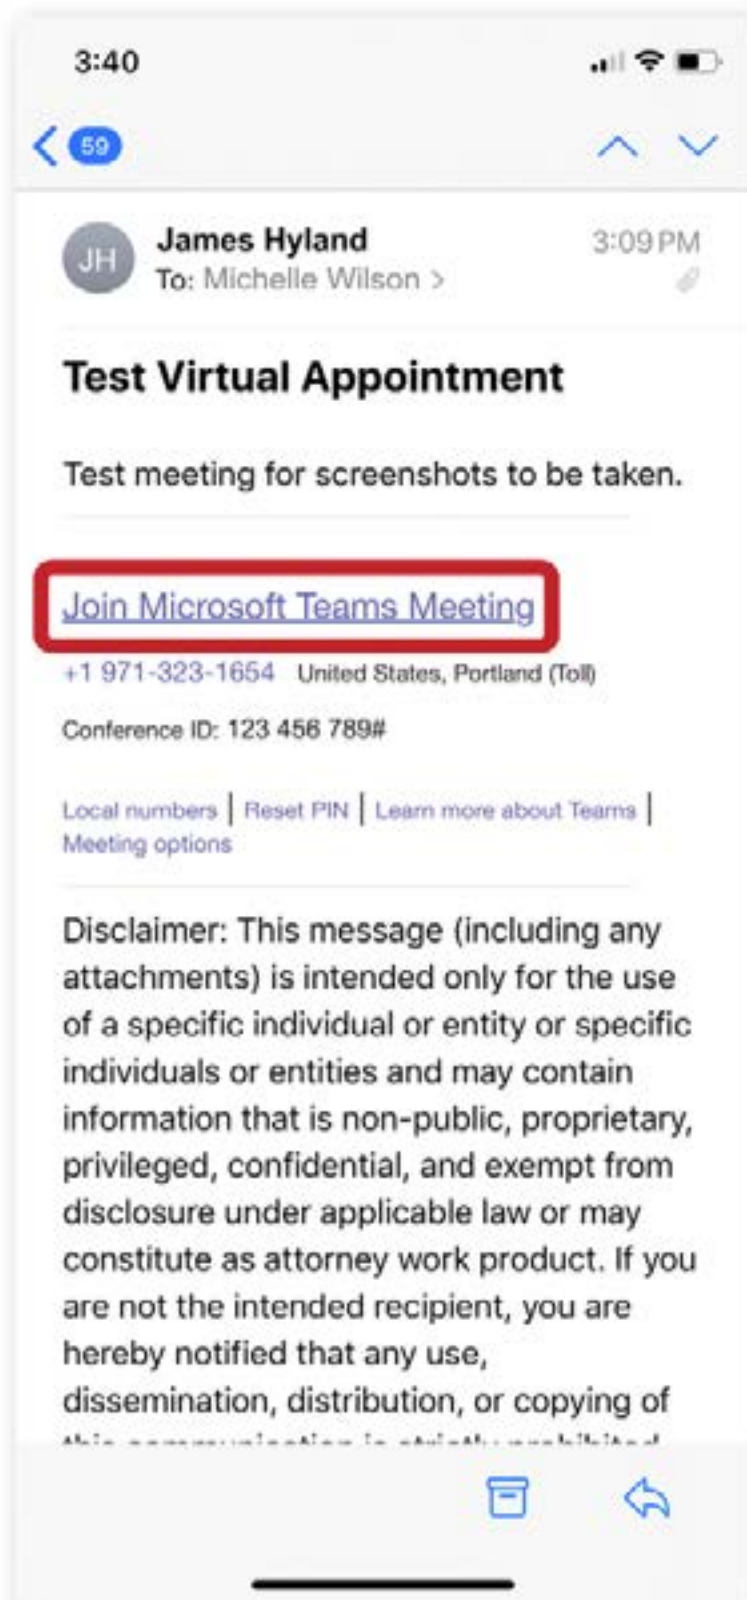 3:40
59
JH
James Hyland
3:09 PM
To: Michelle Wilson >
Test Virtual Appointment
Test meeting for screenshots to be taken.
Join Microsoft Teams Meeting
+1 971-323-1654 United States, Portland (Toll)
Conference ID: 123 456 789#
Local numbers | Reset PIN | Learn more about Teams |
Meeting options
Disclaimer: This message (including any
attachments) is intended only for the use
of a specific individual or entity or specific
individuals or entities and may contain
information that is non-public, proprietary,
privileged, confidential, and exempt from
disclosure under applicable law or may
constitute as attorney work product. If you
are not the intended recipient, you are
hereby notified that any use,
dissemination, distribution, or copying of
this communication is strictly prohibited